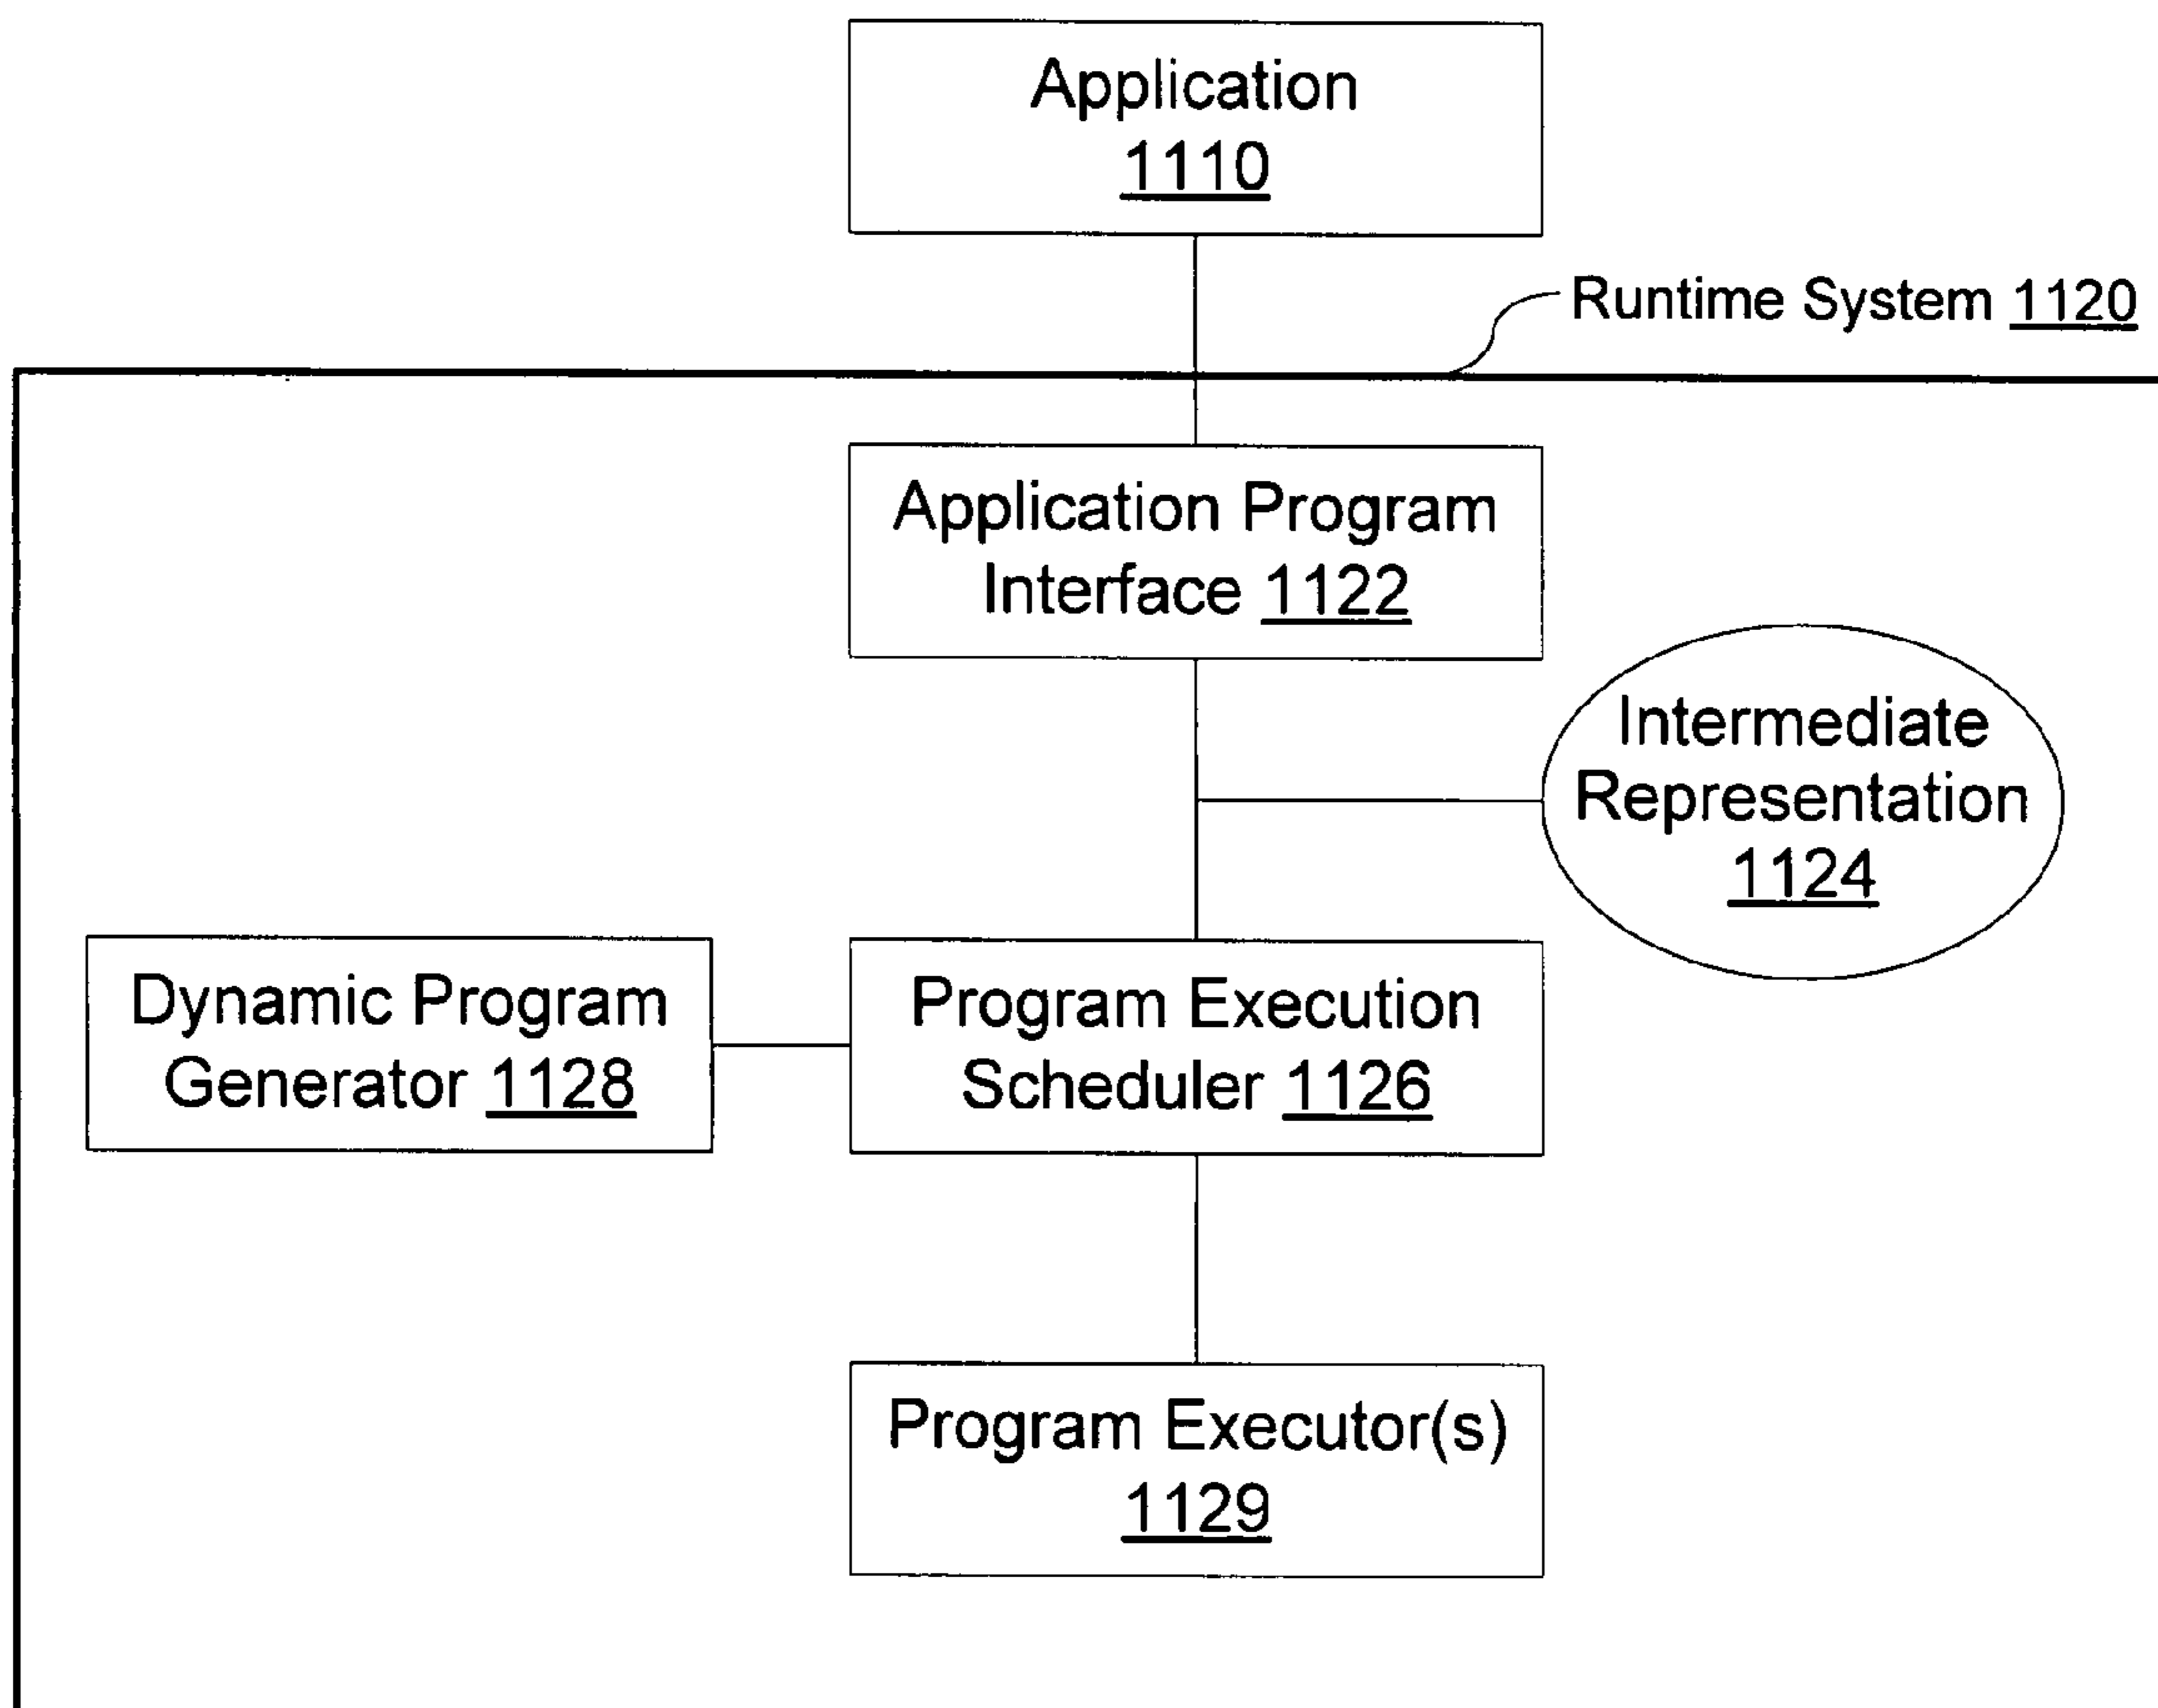 Application
1110
Runtime System 1120
Application Program
Interface 1122
Intermediate
Representation
1124
Dynamic Program
Generator 1128
Program Execution
Scheduler 1126
Program Executor(s)
1129